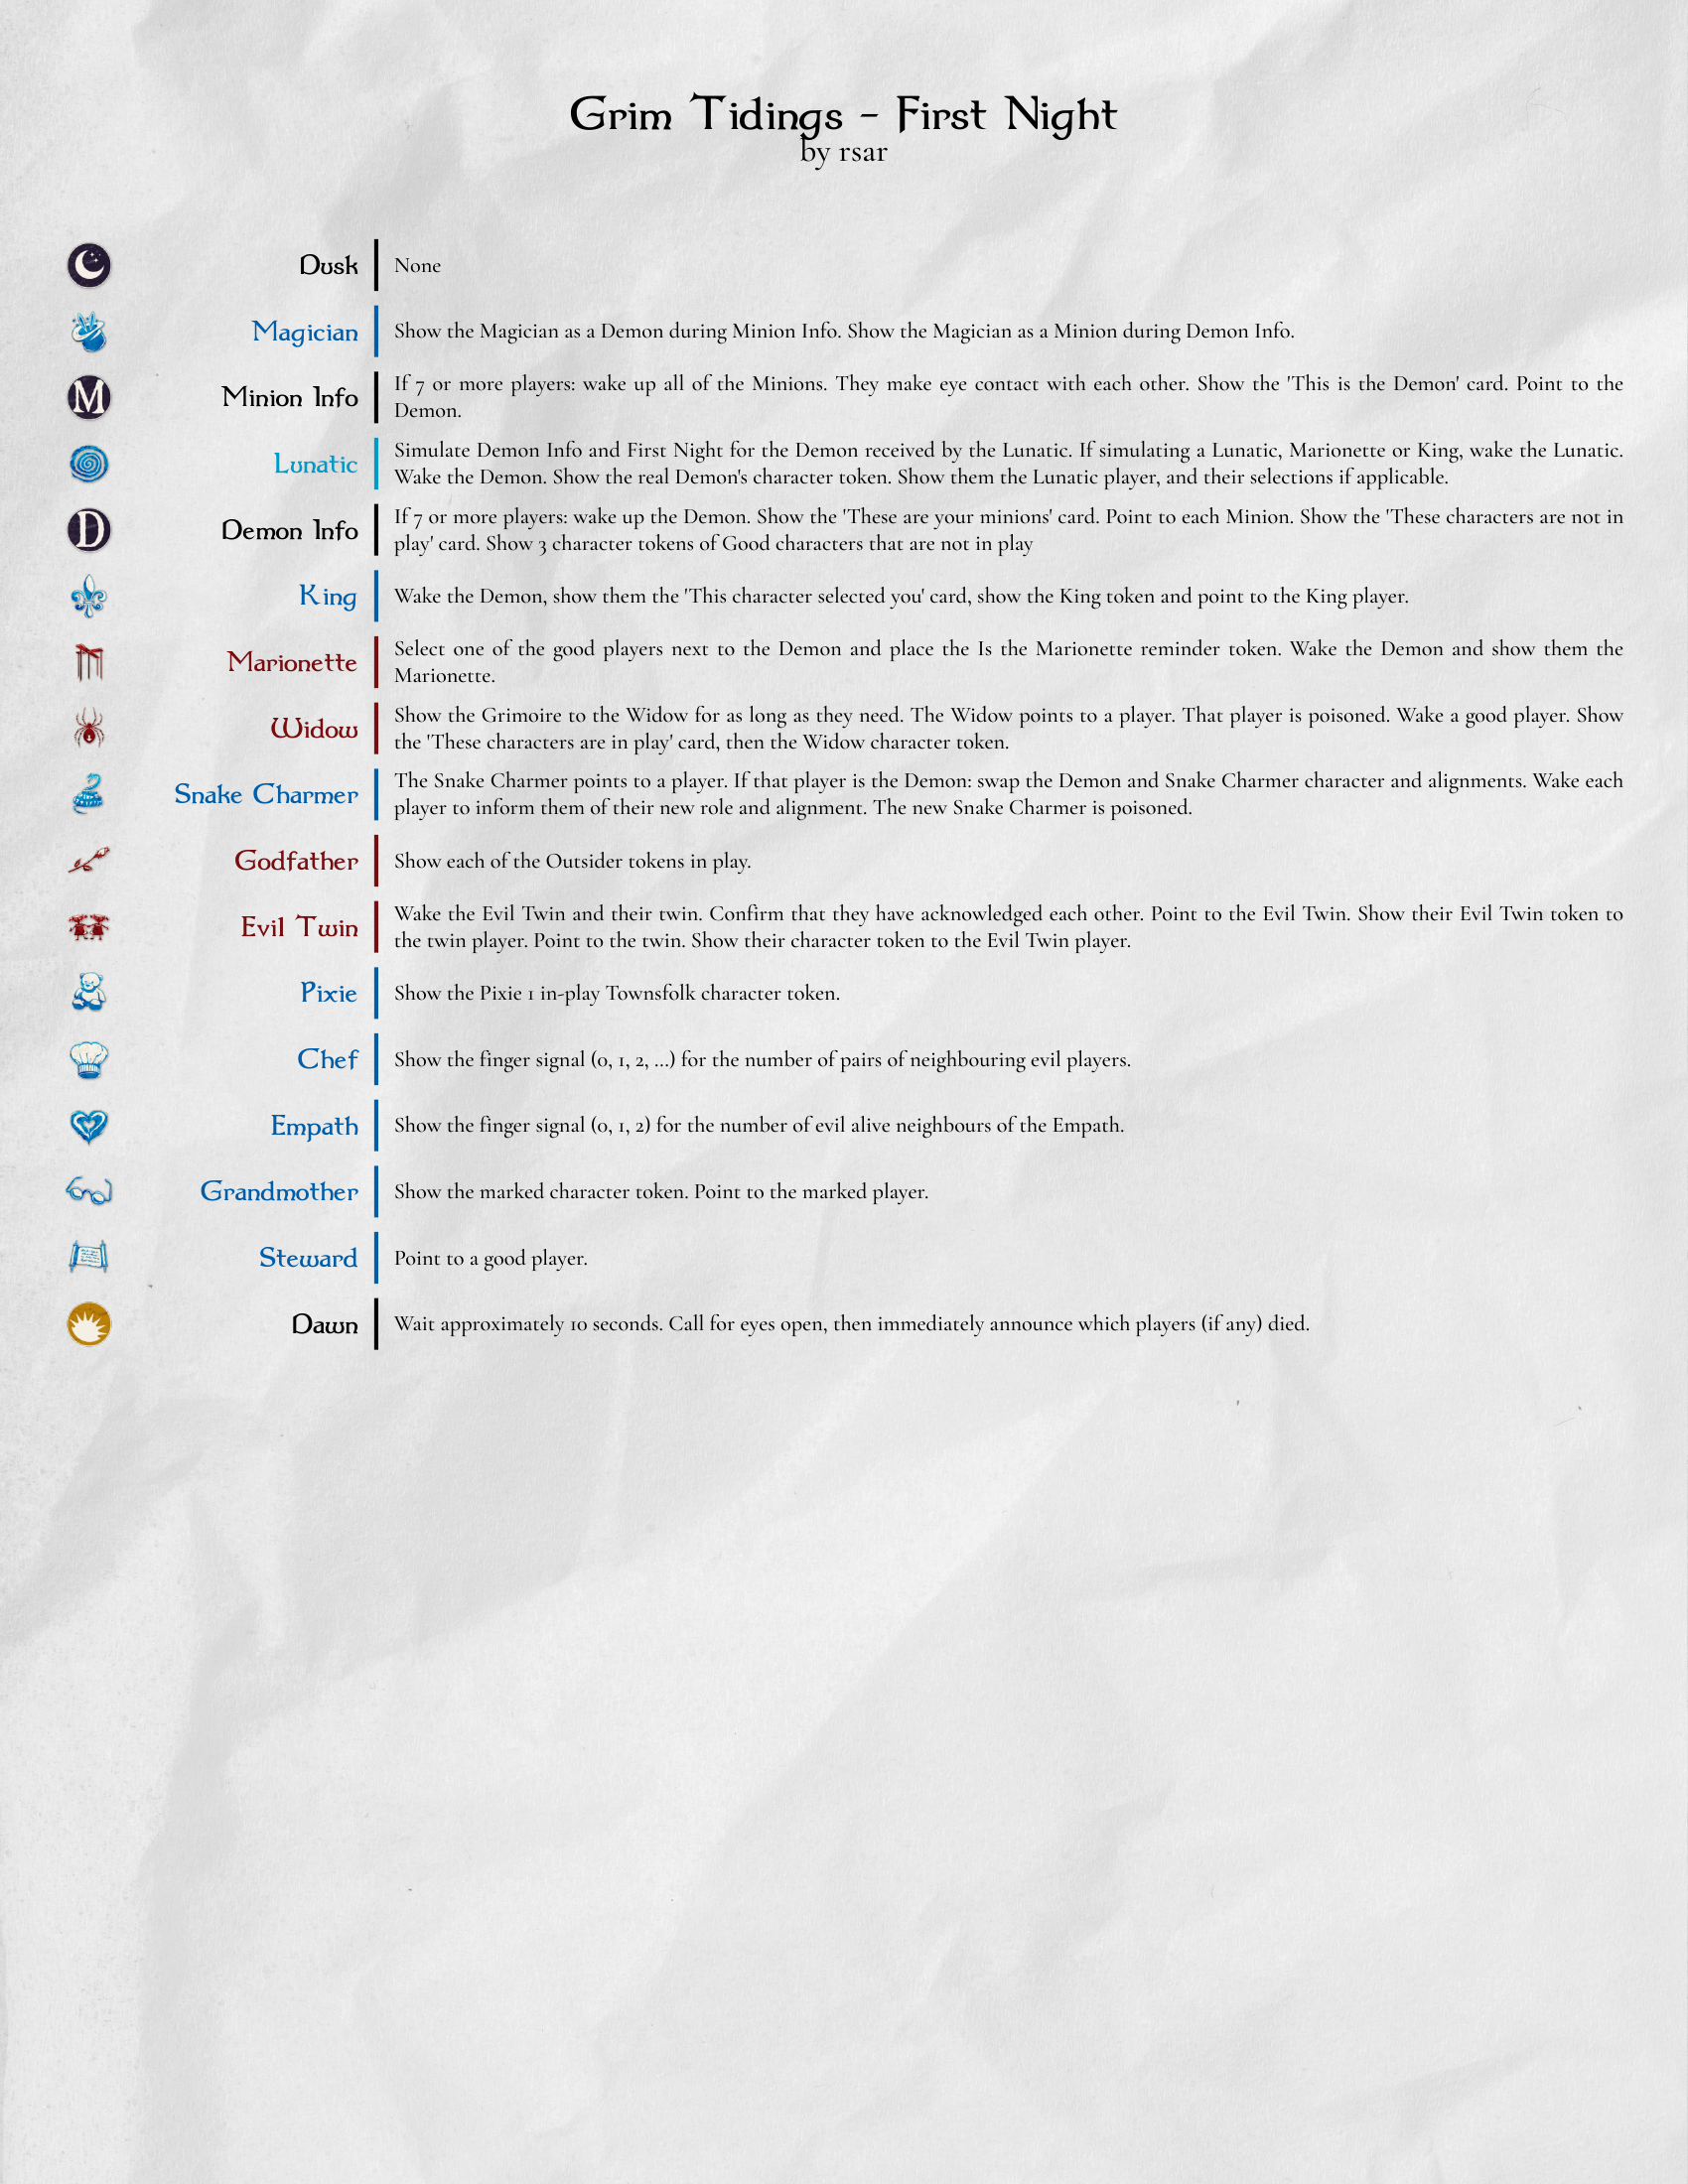 Grim Tidings - First Night
by rsar
Dusk
None
Magician
Show the Magician as a Demon during Minion Info. Show the Magician as a Minion during Demon Info.
M
Minion Info
If 7 or more players: wake up all of the Minions. They make eye contact with each other. Show the 'This is the Demon' card. Point to the
Demon.
Lunatic
Simulate Demon Info and First Night for the Demon received by the Lunatic. If simulating a Lunatic, Marionette or King, wake the Lunatic.
Wake the Demon. Show the real Demon's character token. Show them the Lunatic player, and their selections if applicable.
D
Demon Info
If 7 or more players: wake up the Demon. Show the 'These are your minions' card. Point to each Minion. Show the 'These characters are not in
play' card. Show 3 character tokens of Good characters that are not in play
King
Wake the Demon, show them the 'This character selected you' card, show the King token and point to the King player.
Marionette
Select one of the good players next to the Demon and place the Is the Marionette reminder token. Wake the Demon and show them the
Marionette.
Widow
Show the Grimoire to the Widow for as long as they need. The Widow points to a player. That player is poisoned. Wake a good player. Show
the 'These characters are in play' card, then the Widow character token.
Snake Charmer
The Snake Charmer points to a player. If that player is the Demon: swap the Demon and Snake Charmer character and alignments. Wake each
player to inform them of their new role and alignment. The new Snake Charmer is poisoned.
Godfather
Show each of the Outsider tokens in play.
Evil Twin
Wake the Evil Twin and their twin. Confirm that they have acknowledged each other. Point to the Evil Twin. Show their Evil Twin token to
the twin player. Point to the twin. Show their character token to the Evil Twin player.
Pixie
Show the Pixie 1 in-play Townsfolk character token.
Chef
Show the finger signal (0, 1, 2, ...) for the number of pairs of neighbouring evil players.
Empath
Show the finger signal (0, 1, 2) for the number of evil alive neighbours of the Empath.
Grandmother
Show the marked character token. Point to the marked player.
Steward
Point to a good player.
Dawn
Wait approximately 10 seconds. Call for eyes open, then immediately announce which players (if any) died.